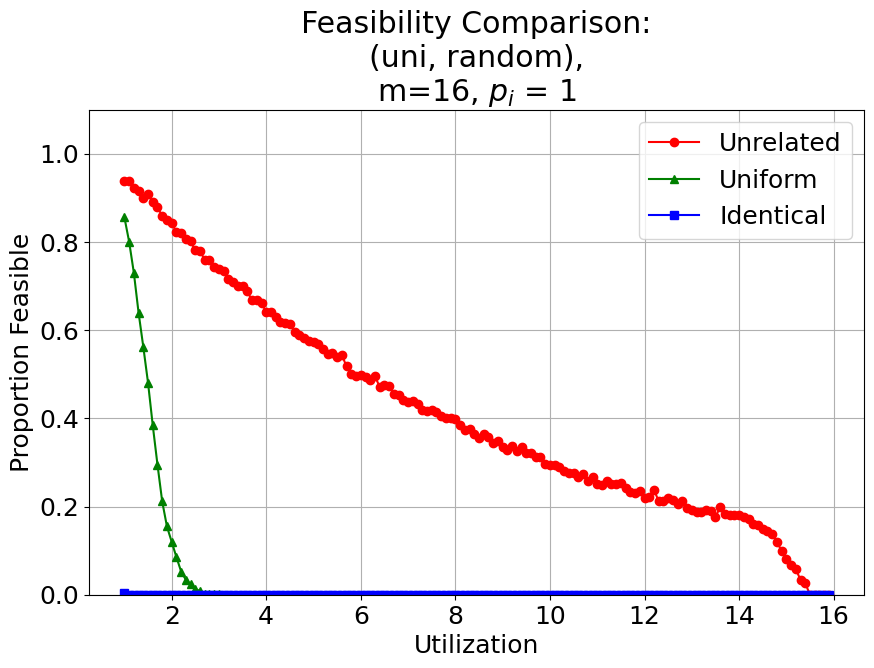 Feasibility Comparison:
(uni, random),
m=16, $p_i$ = 1
Unrelated
Uniform
Identical
Proportion Feasible
1.0
0.8
0.6
0.4
0.2
0.0
2 4 6 8 10 12 14 16
Utilization